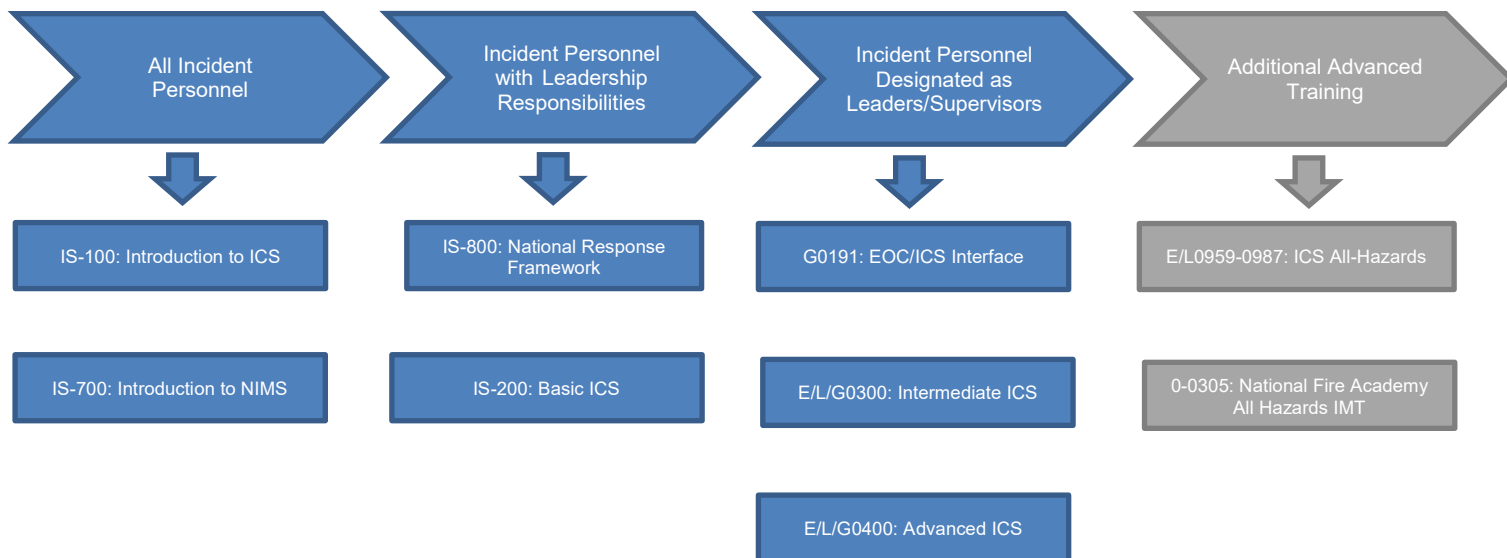 All Incident
Personnel
Incident Personnel
with Leadership
Responsibilities
Incident Personnel
Designated as
Leaders/Supervisors
Additional Advanced
Training
IS-100: Introduction to ICS
IS-800: National Response
Framework
G0191: EOC/ICS Interface
E/L0959-0987: ICS All-Hazards
IS-700: Introduction to NIMS
IS-200: Basic ICS
E/L/G0300: Intermediate ICS
0-0305: National Fire Academy
All Hazards IMT
E/L/G0400: Advanced ICS